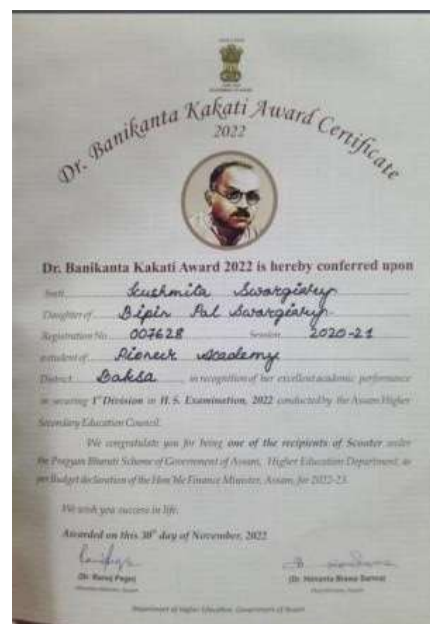 Dr. Banikanta Kakati Award Certificate
2022
Dr. Banikanta Kakati Award 2022 is hereby conferred upon
Swargiary
Daughter of Bipin Pal Swargiary
Registration No 007628 Session 2020-21
a student of Pioneer Academy
District Baksa in recognition of her excellent academic performance
in securing 1st Division in H. S. Examination, 2022 conducted by the Assam Higher
Secondary Education Council.
We congratulate you for being one of the recipients of Scooter under
the Pragyan Bharati Scheme of Government of Assam, Higher Education Department, as
per Budget declaration of the Hon'Me Finance Minister, Assam, for 2022-23.
We wish you success in life.
Awarded on this 30th day of November, 2022
(Dr. Ranoj Pegu) (Dr. Himanta Biswa Sarma)
Department of Higher Education, Government of Assam